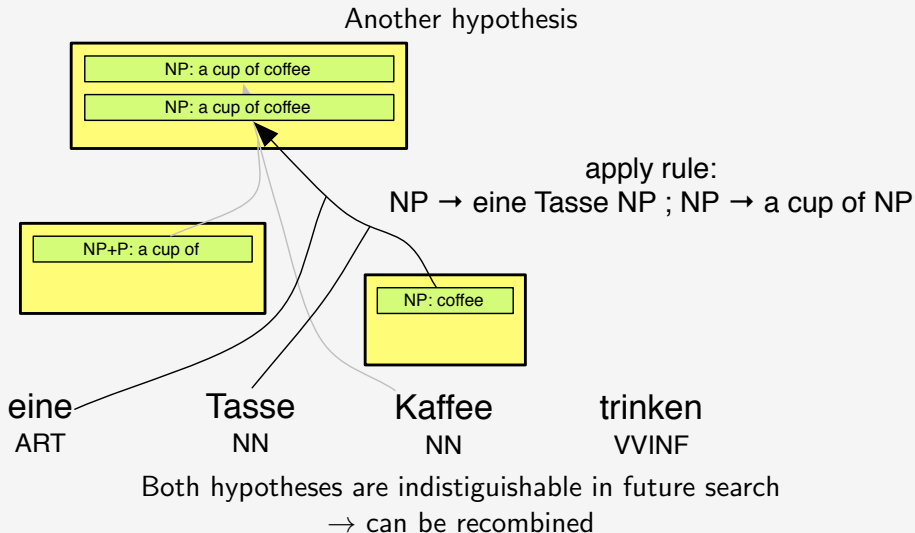 Another hypothesis
NP: a cup of coffee
NP: a cup of coffee
apply rule:
NP → eine Tasse NP ; NP → a cup of NP
NP+P: a cup of
NP: coffee
eine Tasse Kaffee trinken
ART NN NN VVINF
Both hypotheses are indistiguishable in future search
→ can be recombined